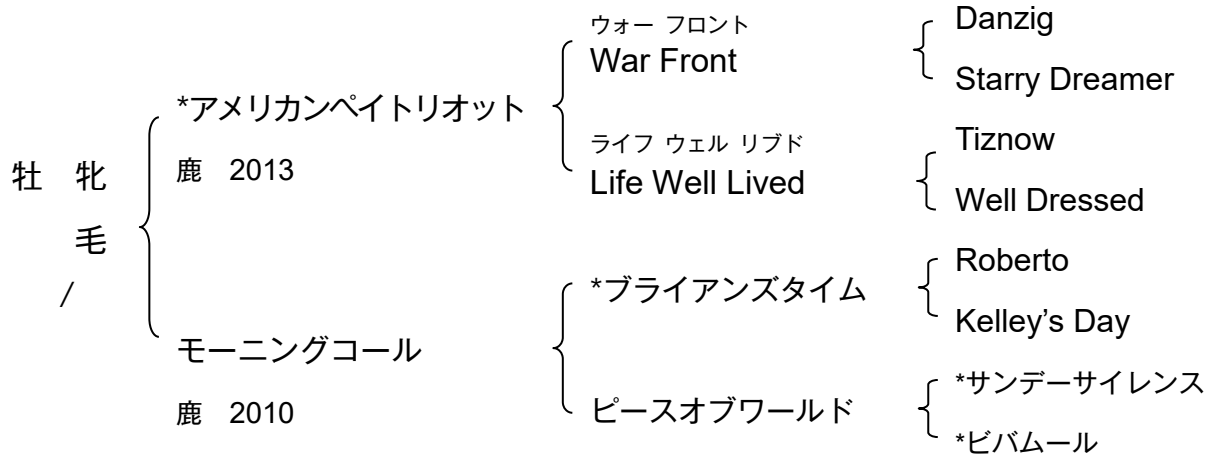 牡 牝
毛
/
*アメリカンペイトリオット
鹿 2013
モーニングコール
鹿 2010
ウォー フロント
War Front
ライフ ウェル リブド
Life Well Lived
*ブライアンズタイム
ピースオブワールド
Danzig
Starry Dreamer
Tiznow
Well Dressed
Roberto
Kelley’s Day
*サンデーサイレンス
*ビバムール